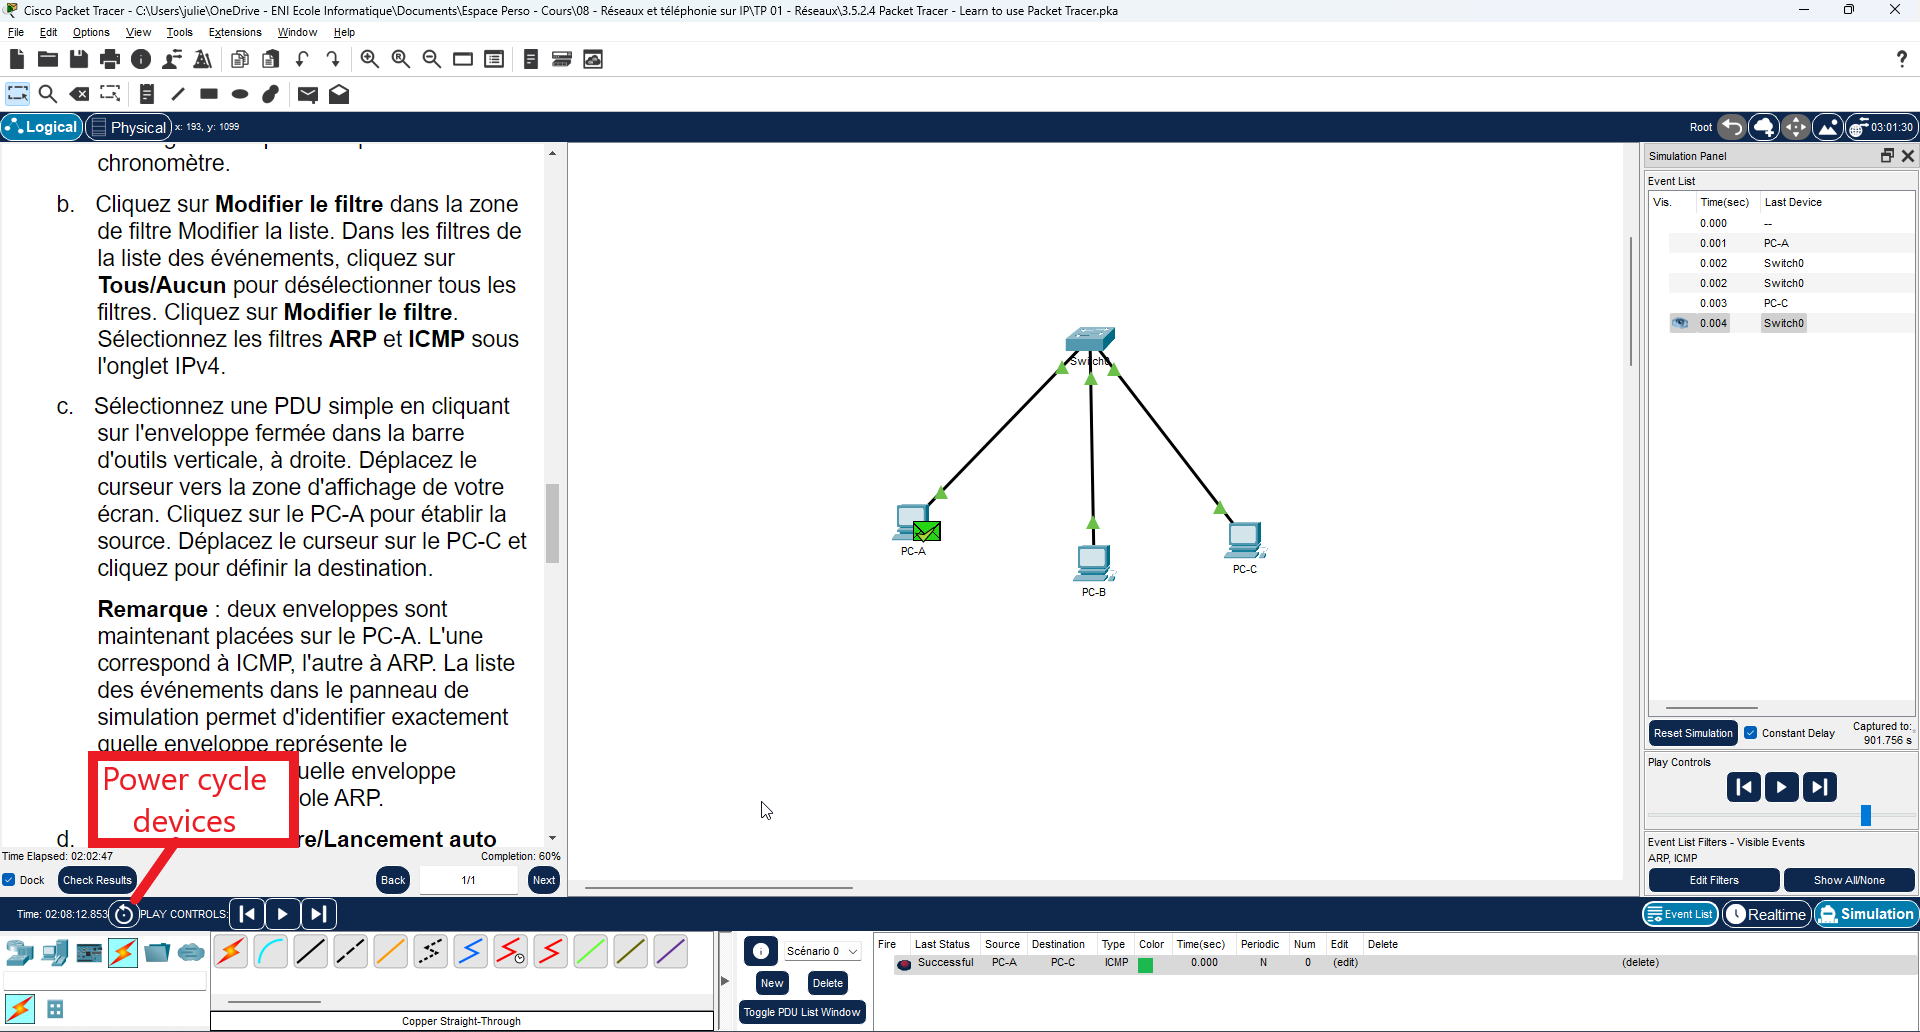 Cisco Packet Tracer - C:\Users\julie\OneDrive - ENI Ecole Informatique\Documents\Espace Perso - Cours\08 - Réseaux et téléphonie sur IP\TP 01 - Réseaux\3.5.2.4 Packet Tracer - Learn to use Packet Tracer.pka
File Edit Options View Tools Extensions Window Help
Logical Physical x: 193, y: 1099
Root 03:01:30
chronomètre.
b. Cliquez sur Modifier le filtre dans la zone
de filtre Modifier la liste. Dans les filtres de
la liste des événements, cliquez sur
Tous/Aucun pour désélectionner tous les
filtres. Cliquez sur Modifier le filtre.
Sélectionnez les filtres ARP et ICMP sous
l'onglet IPv4.
c. Sélectionnez une PDU simple en cliquant
sur l'enveloppe fermée dans la barre
d'outils verticale, à droite. Déplacez le
curseur vers la zone d'affichage de votre
écran. Cliquez sur le PC-A pour établir la
source. Déplacez le curseur sur le PC-C et
cliquez pour définir la destination.
Remarque : deux enveloppes sont
maintenant placées sur le PC-A. L'une
correspond à ICMP, l'autre à ARP. La liste
des événements dans le panneau de
simulation permet d'identifier exactement
quelle enveloppe représente le
uelle enveloppe
ole ARP.
d. re/Lancement auto
Power cycle
devices
Time Elapsed: 02:02:47 Completion: 60%
Dock Check Results Back 1/1 Next
Switch0
PC-A
PC-B
PC-C
Simulation Panel
Event List
Vis. Time(sec) Last Device
0.000 --
0.001 PC-A
0.002 Switch0
0.002 Switch0
0.003 PC-C
0.004 Switch0
Reset Simulation Constant Delay Captured to:
901.756 s
Play Controls
Event List Filters - Visible Events
ARP, ICMP
Edit Filters Show All/None
Time: 02:08:12.853 PLAY CONTROLS:
Event List Realtime Simulation
Copper Straight-Through
Scénario 0
New Delete
Toggle PDU List Window
Fire Last Status Source Destination Type Color Time(sec) Periodic Num Edit Delete
Successful PC-A PC-C ICMP 0.000 N 0 (edit) (delete)